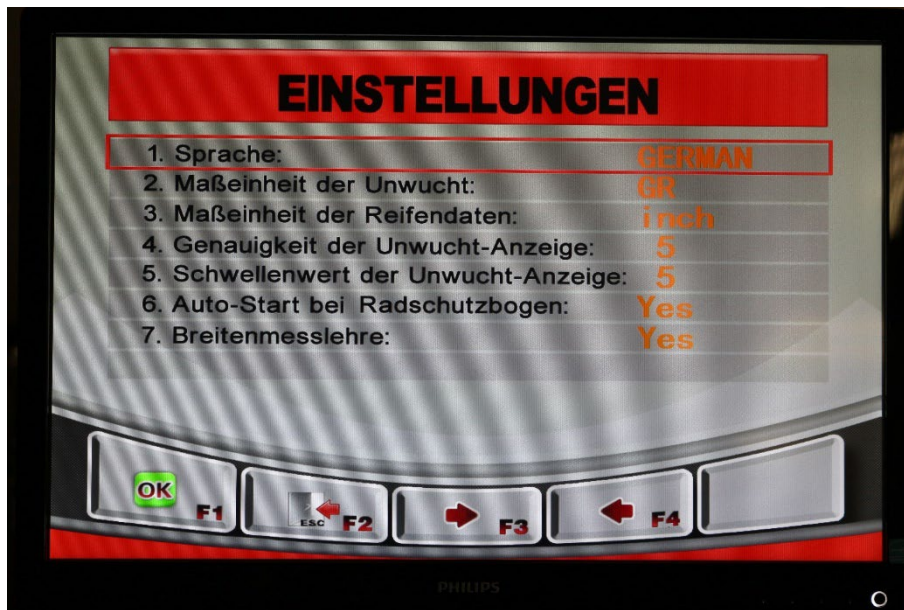 EINSTELLUNGEN
1. Sprache: GERMAN
2. Maßeinheit der Unwucht: GR
3. Maßeinheit der Reifendaten: inch
4. Genauigkeit der Unwucht-Anzeige: 5
5. Schwellenwert der Unwucht-Anzeige: 5
6. Auto-Start bei Radschutzbogen: Yes
7. Breitenmesslehre: Yes
OK F1 ESC F2 F3 F4
PHILIPS